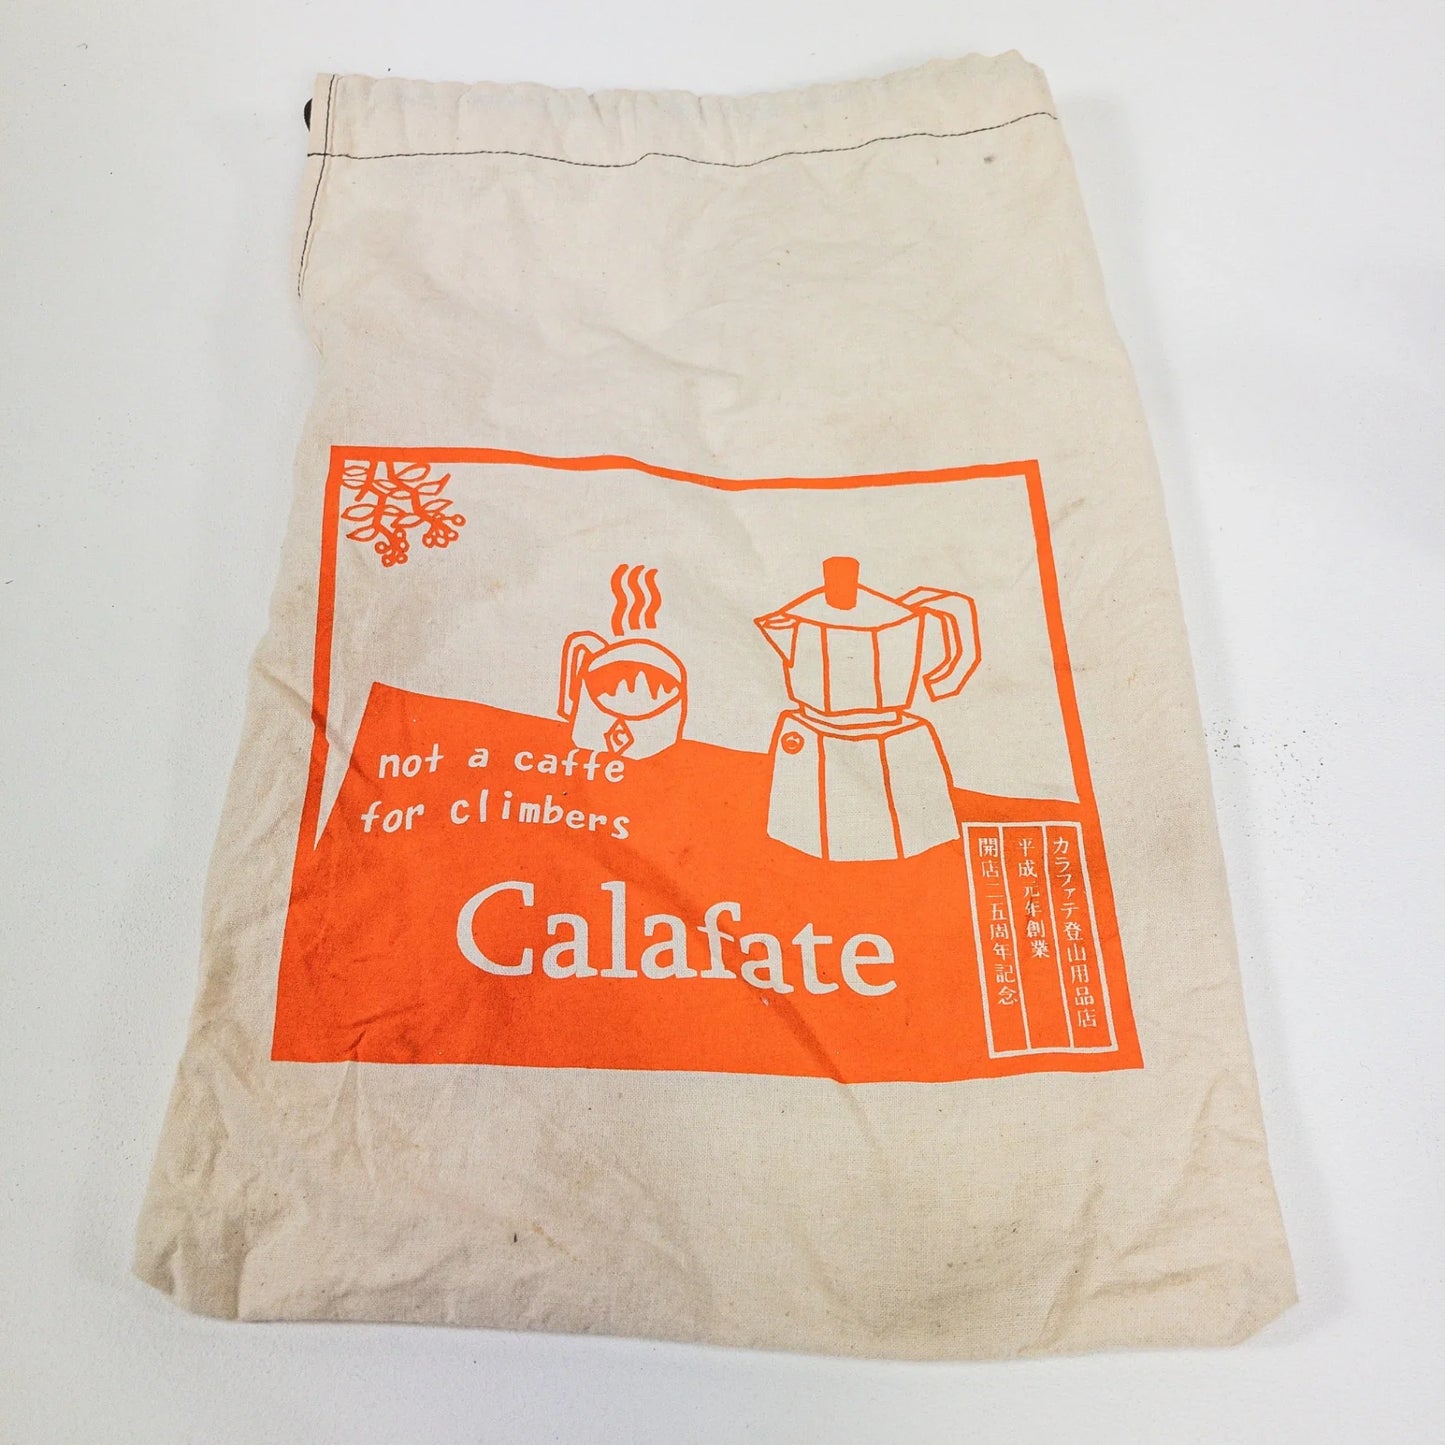 not a caffe
for climbers
Calafate
カラファテ登山用品店
平成元年創業
開店二五周年記念
C